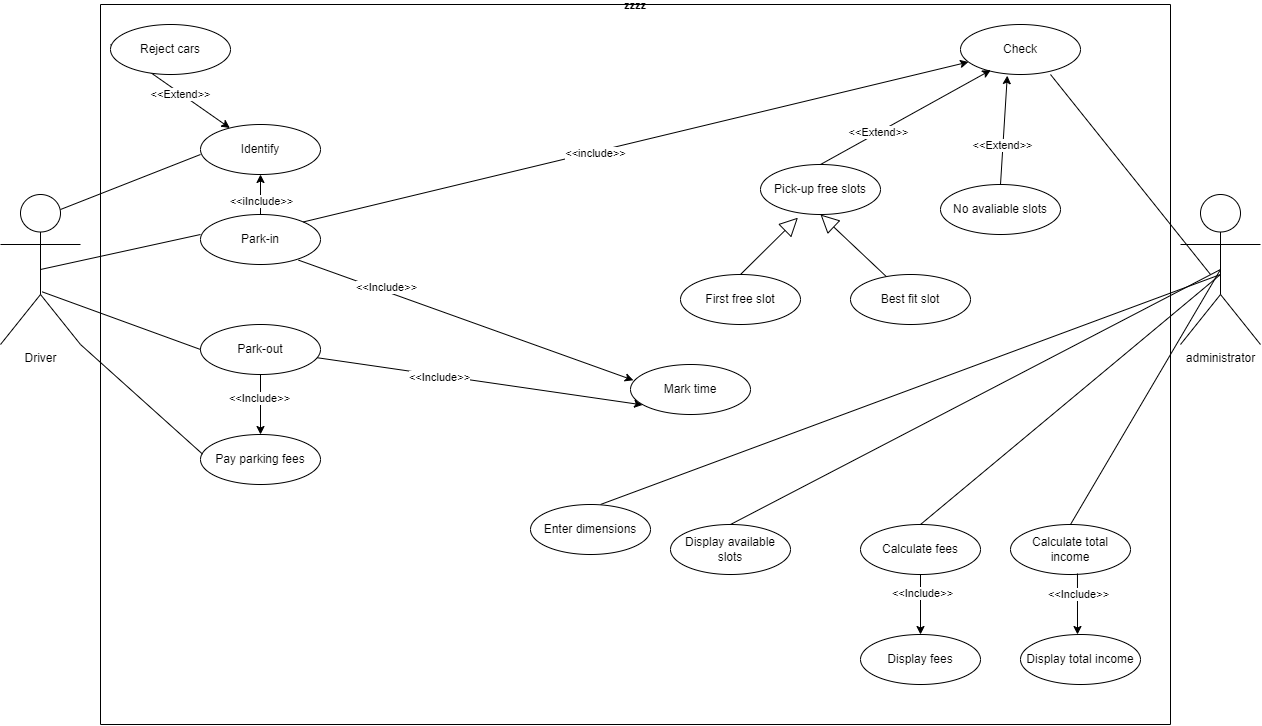 zzzz
Reject cars
Check
<<Extend>>
<<Extend>>
<<Extend>>
Identify
<<include>>
Pick-up free slots
<<iInclude>>
No avaliable slots
Park-in
<<Include>>
First free slot
Best fit slot
Park-out
Driver
administrator
<<Include>>
Mark time
<<Include>>
Pay parking fees
Enter dimensions
Display available
slots
Calculate fees
Calculate total
income
<<Include>>
<<Include>>
Display fees
Display total income